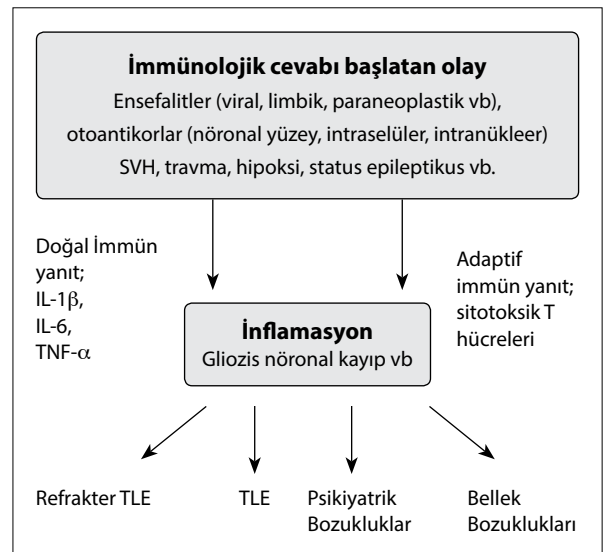 İmmünolojik cevabı başlatan olay
Ensefalitler (viral, limbik, paraneoplastik vb),
otoantikorlar (nöronal yüzey, intraselüler, intranükleer)
SVH, travma, hipoksi, status epileptikus vb.
Doğal İmmün
yanıt;
IL-1β,
IL-6,
TNF-α
Adaptif
immün yanıt;
sitotoksik T
hücreleri
İnflamasyon
Gliozis nöronal kayıp vb
Refrakter TLE
TLE
Psikiyatrik
Bozukluklar
Bellek
Bozuklukları